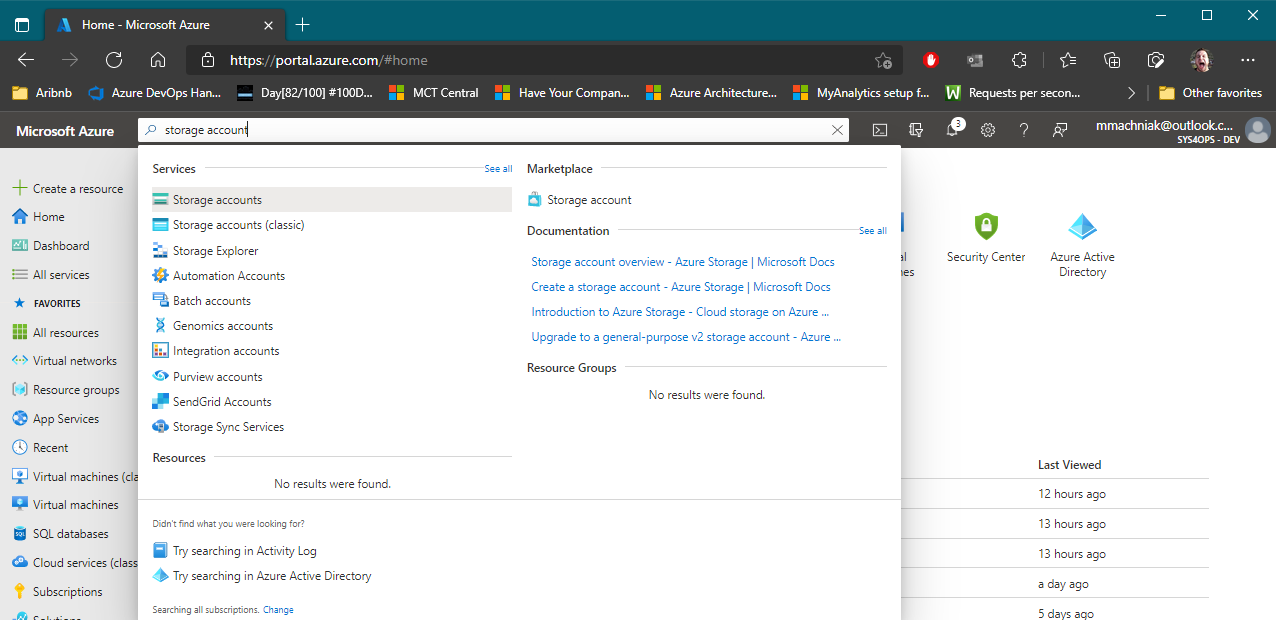 Home - Microsoft Azure
https://portal.azure.com/#home
Aribnb
Azure DevOps Han...
Day[82/100] #100D...
MCT Central
Have Your Compan...
Azure Architecture...
MyAnalytics setup f...
Requests per secon...
Other favorites
Microsoft Azure
storage account
3
mmachniak@outlook.c...
SYS4OPS - DEV
Create a resource
Home
Dashboard
All services
FAVORITES
All resources
Virtual networks
Resource groups
App Services
Recent
Virtual machines (cla
Virtual machines
SQL databases
Cloud services (class
Subscriptions
Solutions
Services
See all
Storage accounts
Storage accounts (classic)
Storage Explorer
Automation Accounts
Batch accounts
Genomics accounts
Integration accounts
Purview accounts
SendGrid Accounts
Storage Sync Services
Resources
No results were found.
Marketplace
Storage account
Documentation
See all
Storage account overview - Azure Storage | Microsoft Docs
Create a storage account - Azure Storage | Microsoft Docs
Introduction to Azure Storage - Cloud storage on Azure ...
Upgrade to a general-purpose v2 storage account - Azure ...
Resource Groups
No results were found.
Didn't find what you were looking for?
Try searching in Activity Log
Try searching in Azure Active Directory
Searching all subscriptions. Change
Security Center
Azure Active
Directory
Last Viewed
12 hours ago
13 hours ago
13 hours ago
a day ago
5 days ago